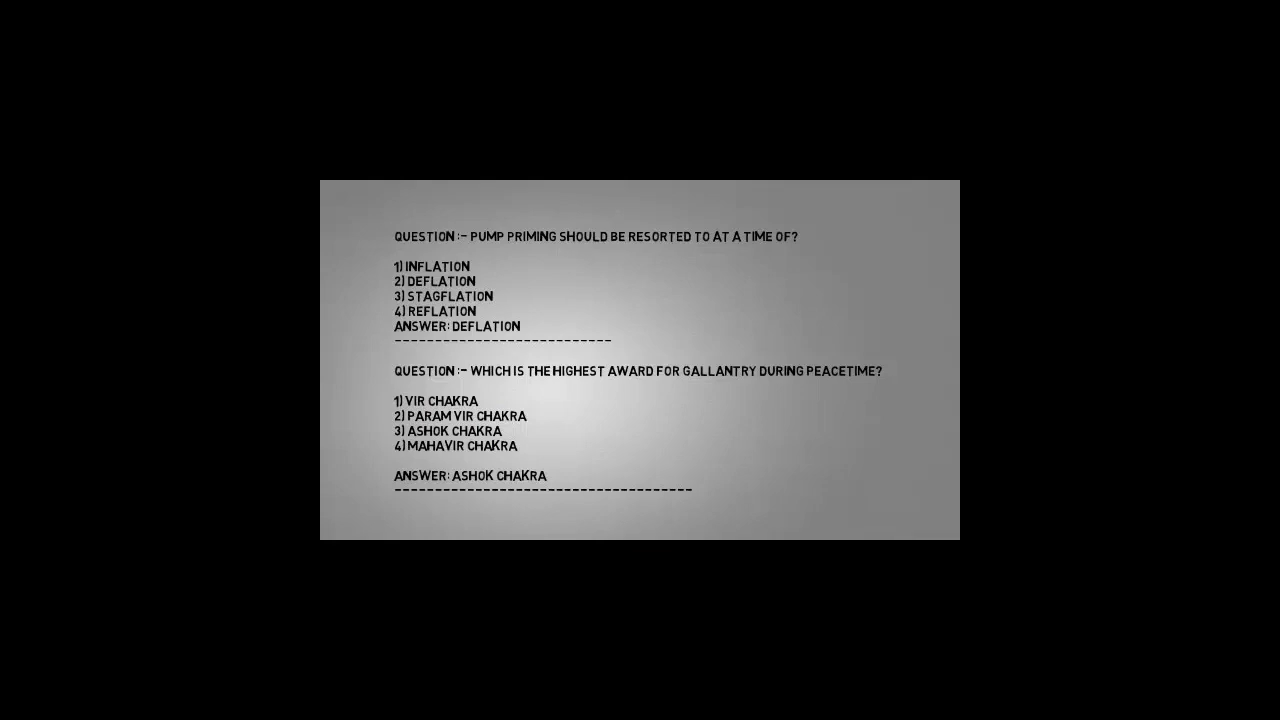 QUESTION :- PUMP PRIMING SHOULD BE RESORTED TO AT A TIME OF?
1) INFLATION
2) DEFLATION
3) STAGFLATION
4) REFLATION
ANSWER: DEFLATION
---------------------------
QUESTION :- WHICH IS THE HIGHEST AWARD FOR GALLANTRY DURING PEACETIME?
1) VIR CHAKRA
2) PARAM VIR CHAKRA
3) ASHOK CHAKRA
4) MAHAVIR CHAKRA
ANSWER: ASHOK CHAKRA
-------------------------------------